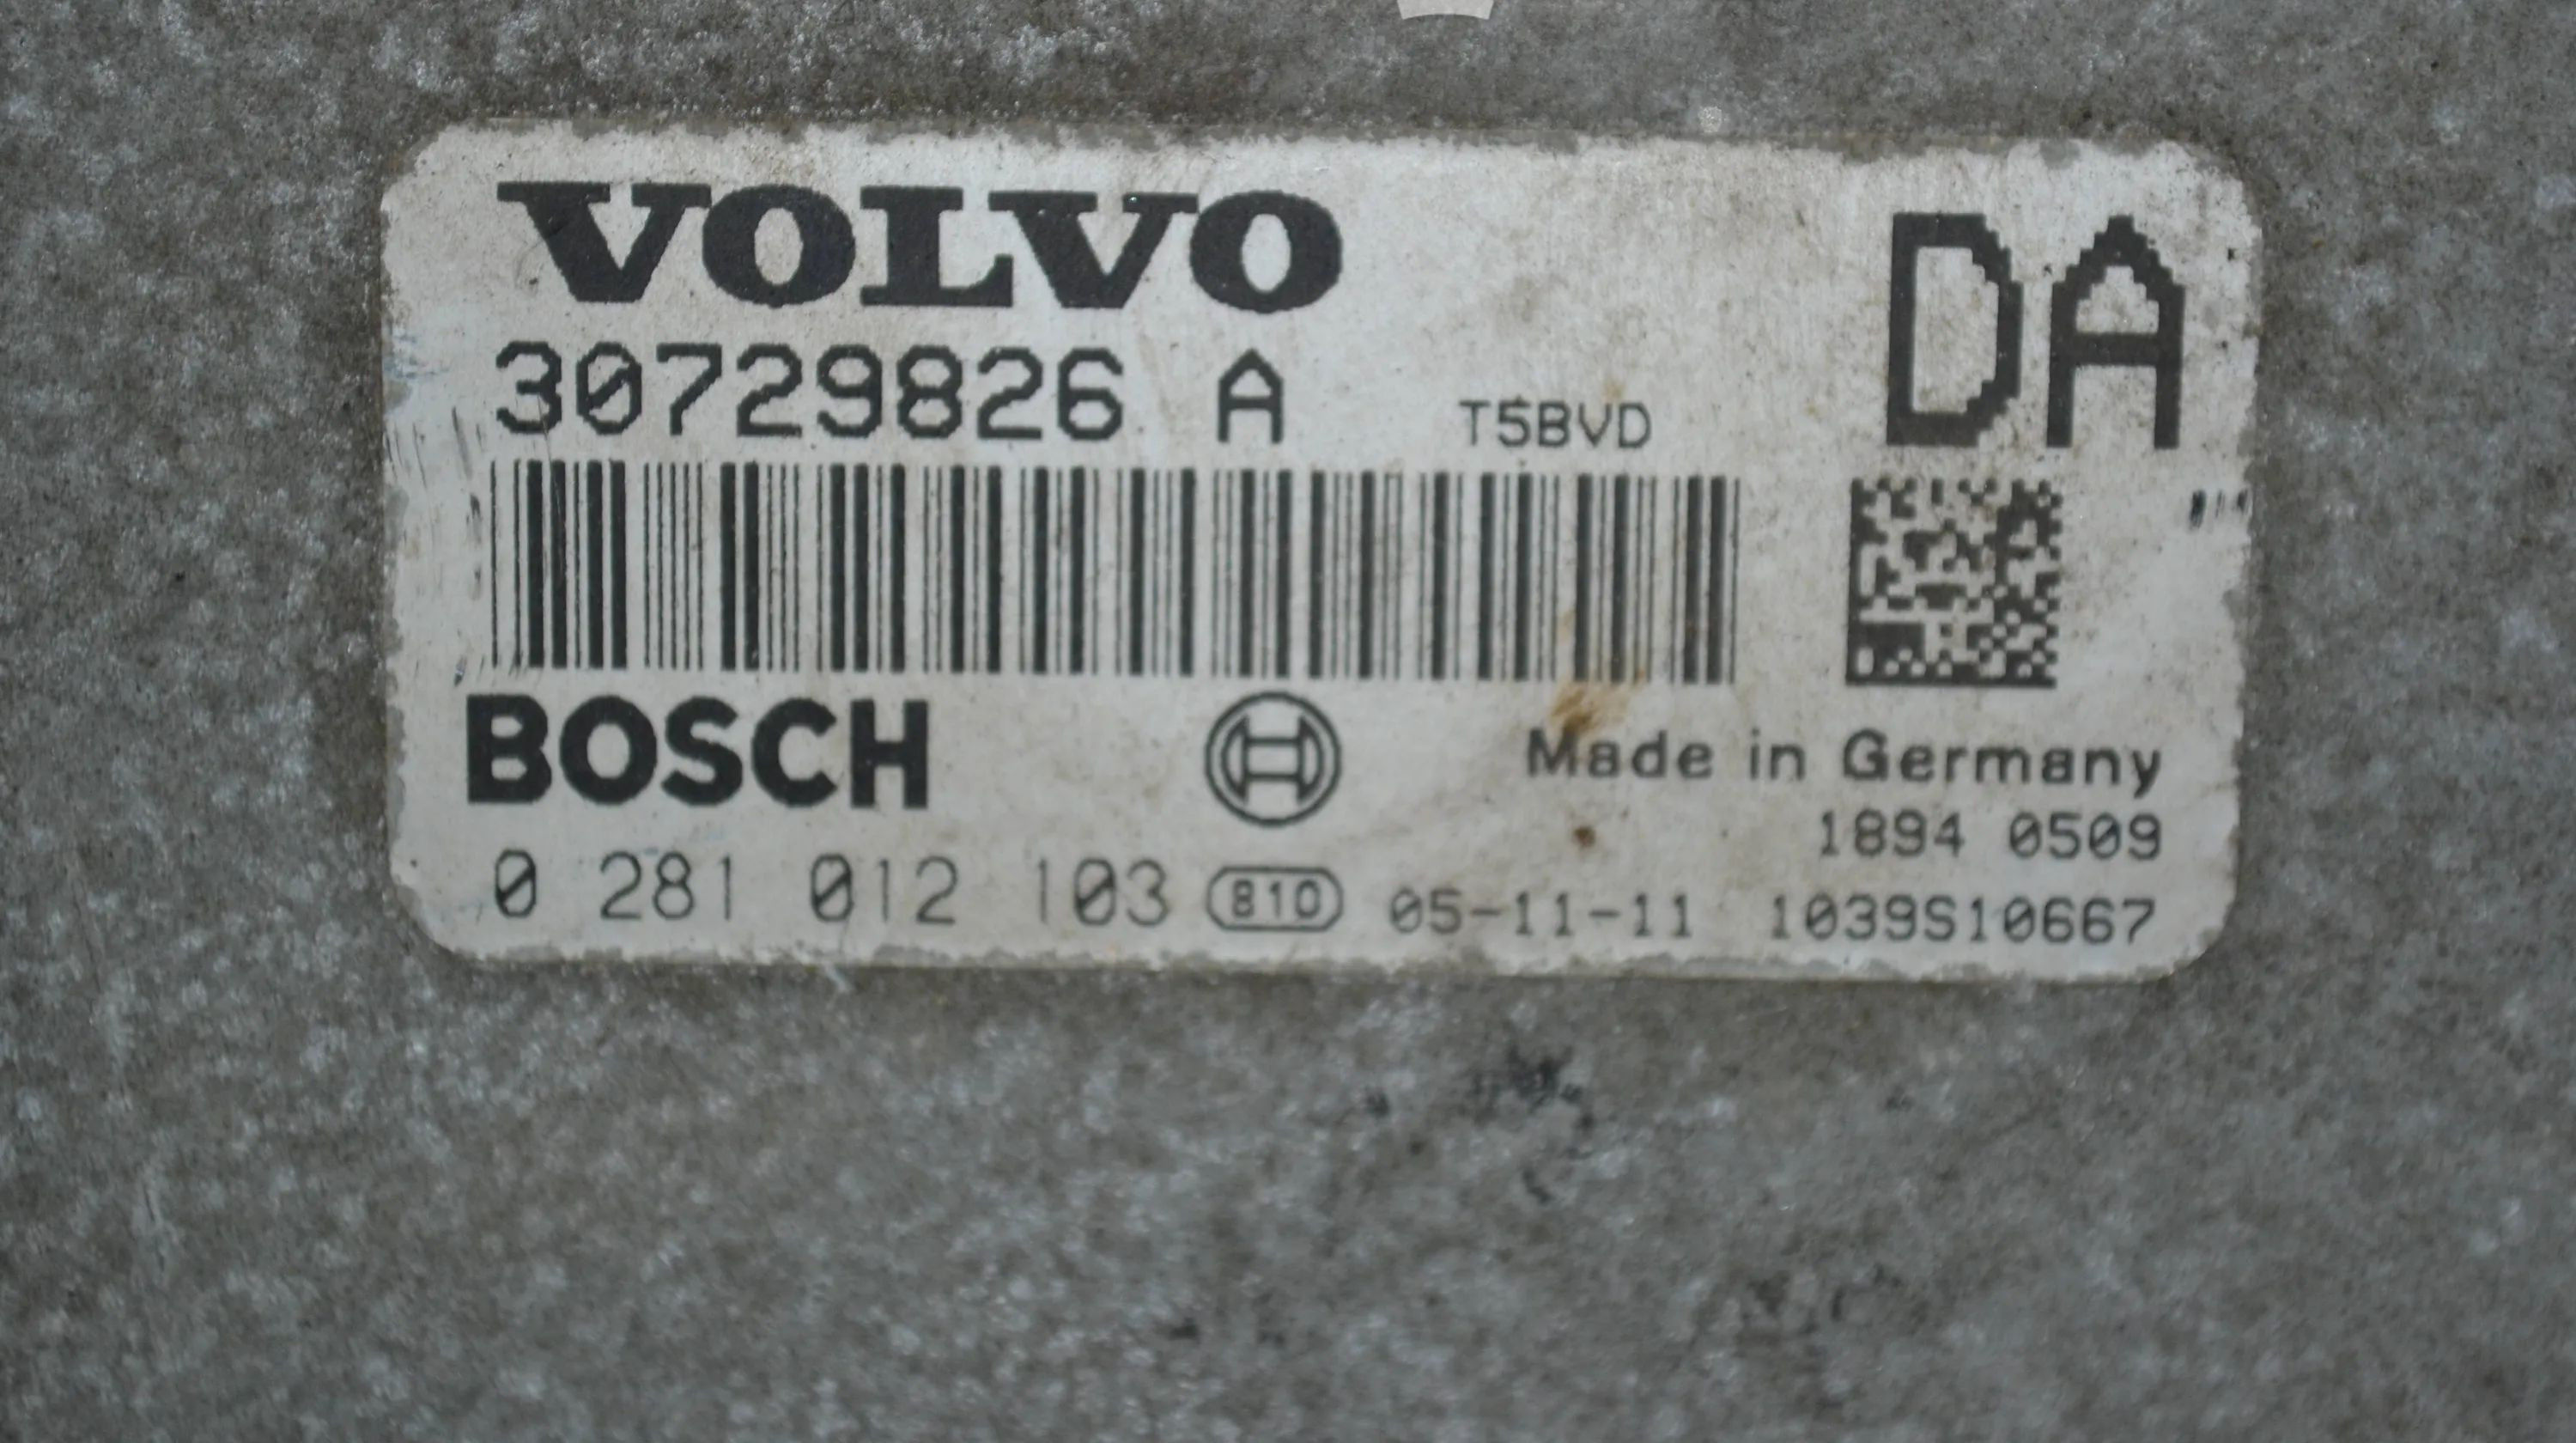 VOLVO
DA
30729826 A T5BVD
BOSCH
Made in Germany
1894 0509
0 281 012 103 810 05-11-11 1039S10667